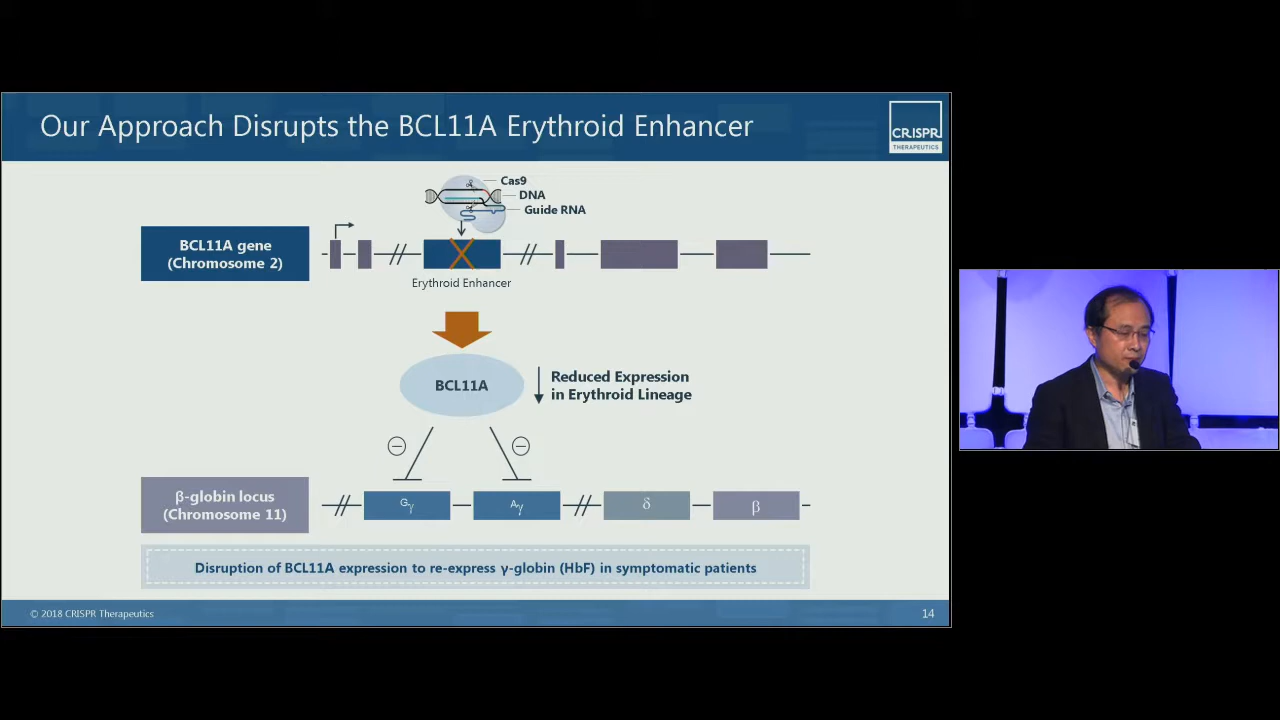 Our Approach Disrupts the BCL11A Erythroid Enhancer
CRISPR
THERAPEUTICS
Cas9
DNA
Guide RNA
BCL11A gene
(Chromosome 2)
Erythroid Enhancer
BCL11A
Reduced Expression
in Erythroid Lineage
β-globin locus
(Chromosome 11)
Gγ
Aγ
δ
β
Disruption of BCL11A expression to re-express γ-globin (HbF) in symptomatic patients
© 2018 CRISPR Therapeutics
14